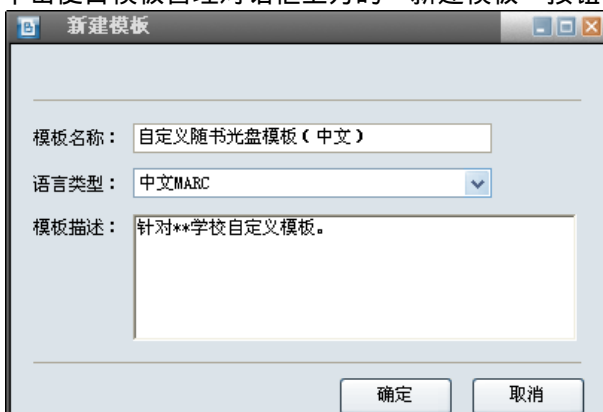 新建模板
模板名称： 自定义随书光盘模板(中文)
语言类型： 中文MARC
模板描述： 针对**学校自定义模板。
确定 取消